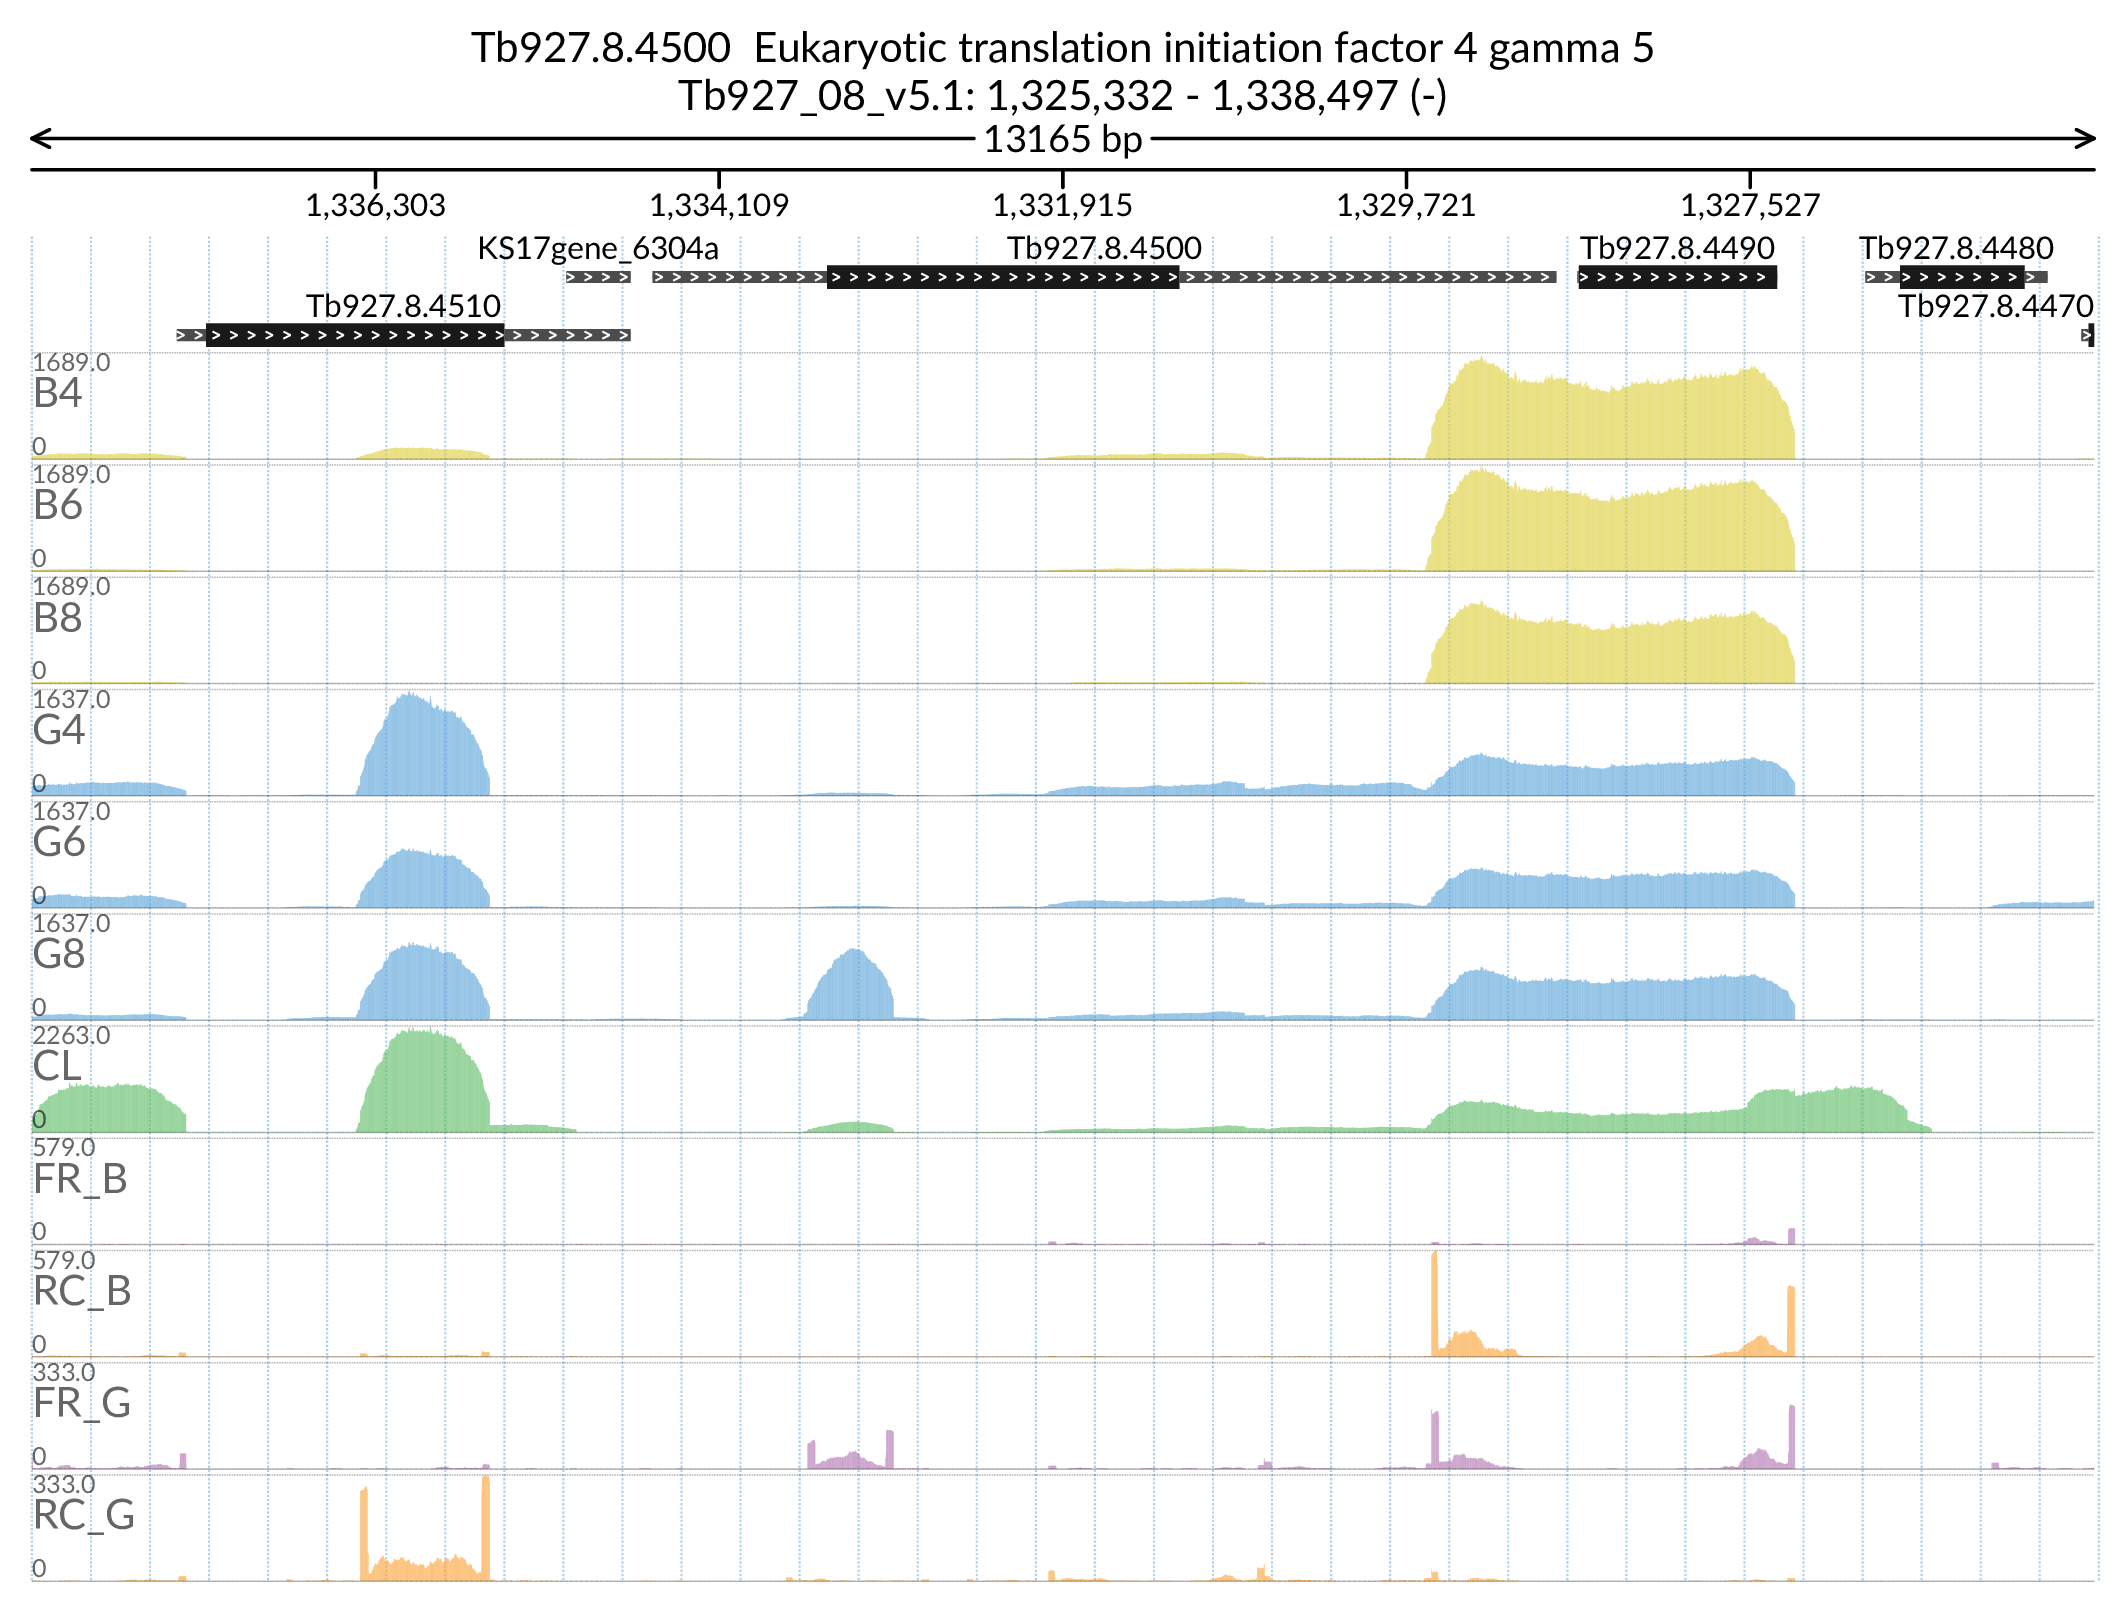 Tb927.8.4500  Eukaryotic translation initiation factor 4 gamma 5
Tb927_08_v5.1: 1,325,332 - 1,338,497 (-)
13165 bp
1,336,303 1,334,109 1,331,915 1,329,721 1,327,527
KS17gene_6304a Tb927.8.4500 Tb927.8.4490 Tb927.8.4480
Tb927.8.4510 Tb927.8.4470
1689.0
B4
0
1689.0
B6
0
1689.0
B8
0
1637.0
G4
0
1637.0
G6
0
1637.0
G8
0
2263.0
CL
0
579.0
FR_B
0
579.0
RC_B
0
333.0
FR_G
0
333.0
RC_G
0